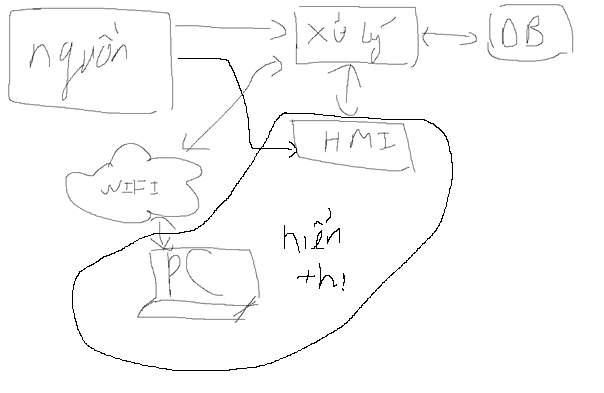 nguồn
xử lý
DB
HMI
WIFI
PC
hiển
thị